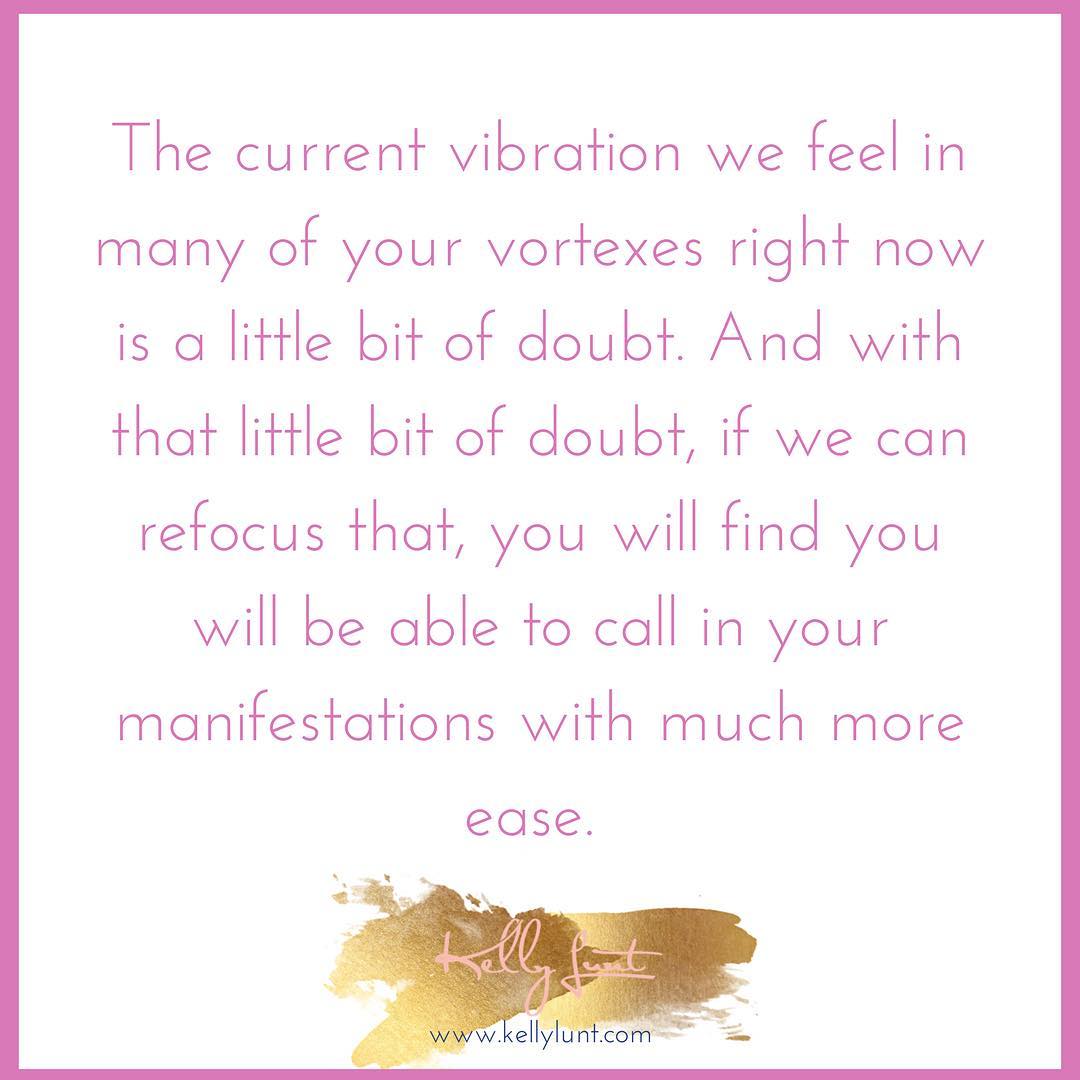 The current vibration we feel in
many of your vortexes right now
is a little bit of doubt. And with
that little bit of doubt, if we can
refocus that, you will find you
will be able to call in your
manifestations with much more
ease.
Kelly Lunt
www.kellylunt.com